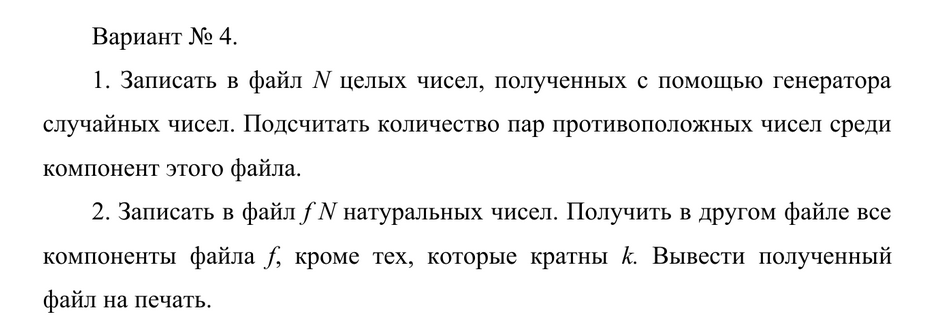 Вариант № 4.
1. Записать в файл N целых чисел, полученных с помощью генератора
случайных чисел. Подсчитать количество пар противоположных чисел среди
компонент этого файла.
2. Записать в файл f N натуральных чисел. Получить в другом файле все
компоненты файла f, кроме тех, которые кратны k. Вывести полученный
файл на печать.